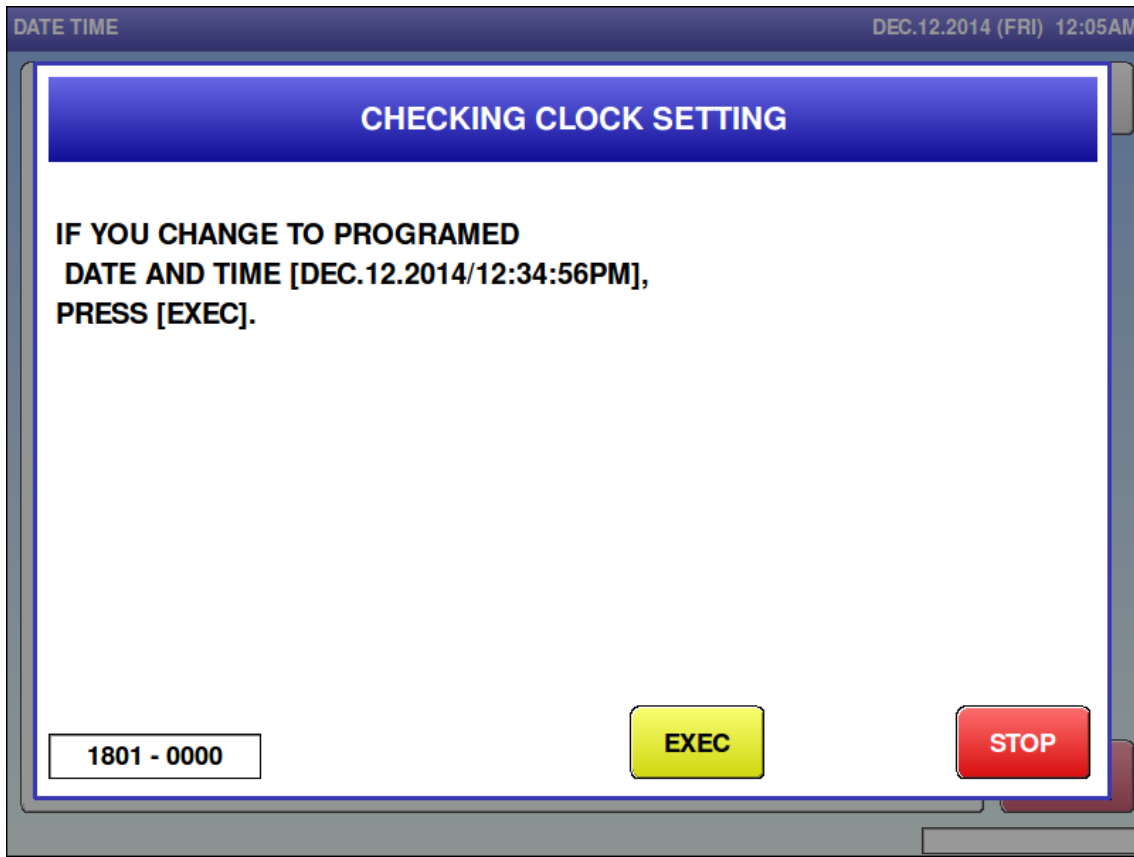 DATE TIME
DEC.12.2014 (FRI) 12:05AM
CHECKING CLOCK SETTING
IF YOU CHANGE TO PROGRAMED
DATE AND TIME [DEC.12.2014/12:34:56PM],
PRESS [EXEC].
1801 - 0000
EXEC
STOP